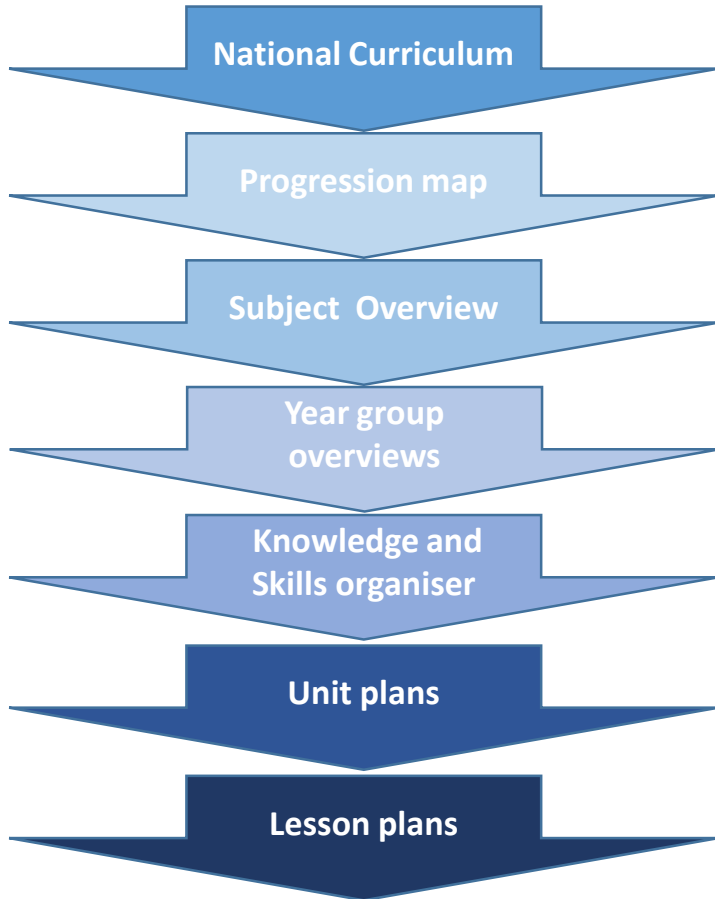 National Curriculum
Progression map
Subject  Overview
Year group
overviews
Knowledge and
Skills organiser
Unit plans
Lesson plans